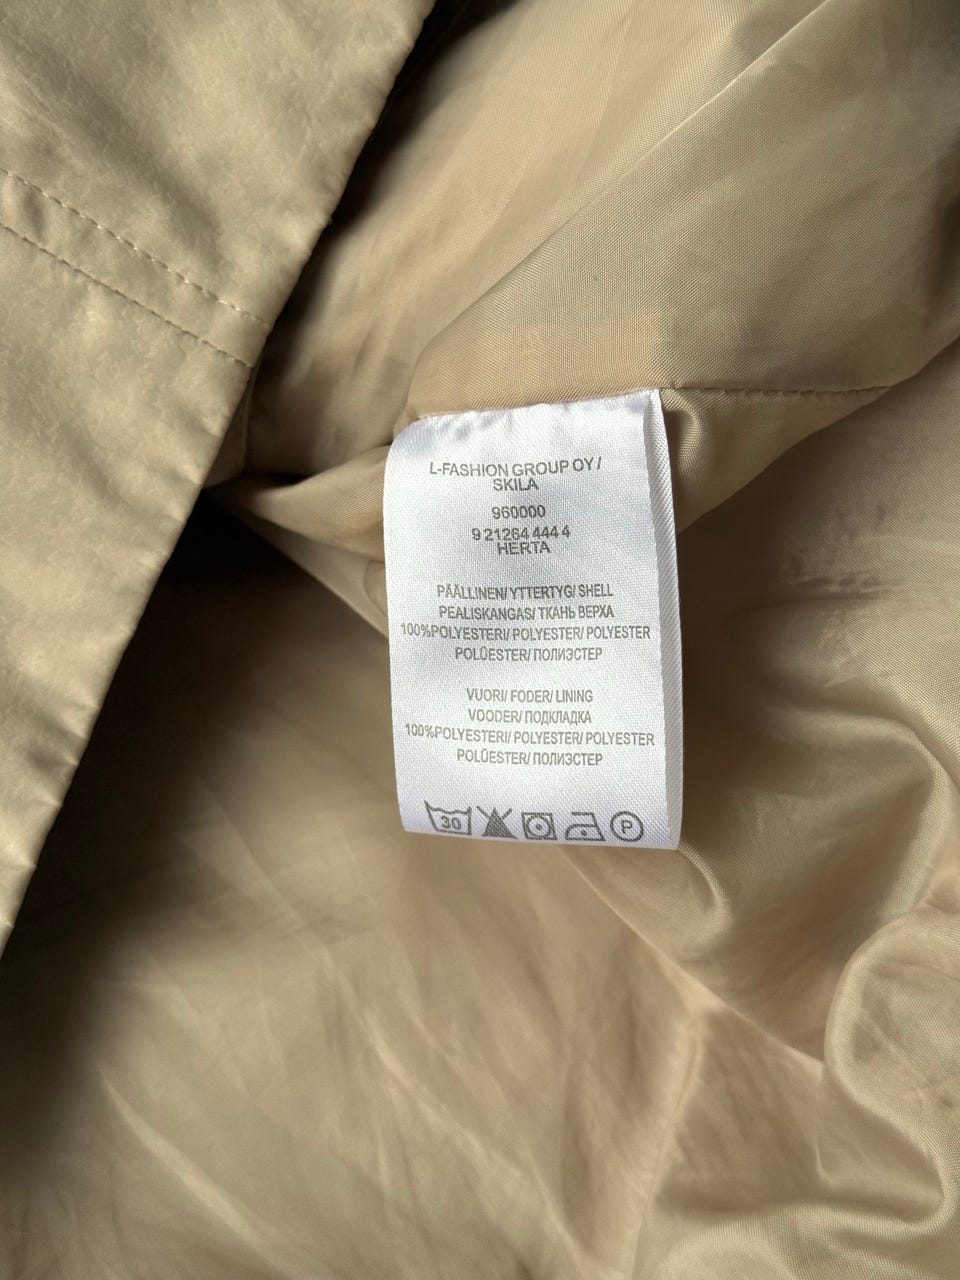 L-FASHION GROUP OY /
SKILA
960000
9 21264 444 4
HERTA
PÄÄLLINEN/ YTTERTYG/ SHELL
PEALISKANGAS/ ТКАНЬ ВЕРХА
100%POLYESTERI/ POLYESTER/ POLYESTER
POLÜESTER/ ПОЛИЭСТЕР
VUORI/ FODER/ LINING
VOODER/ ПОДКЛАДКА
100%POLYESTERI/ POLYESTER/ POLYESTER
POLÜESTER/ ПОЛИЭСТЕР
30 P